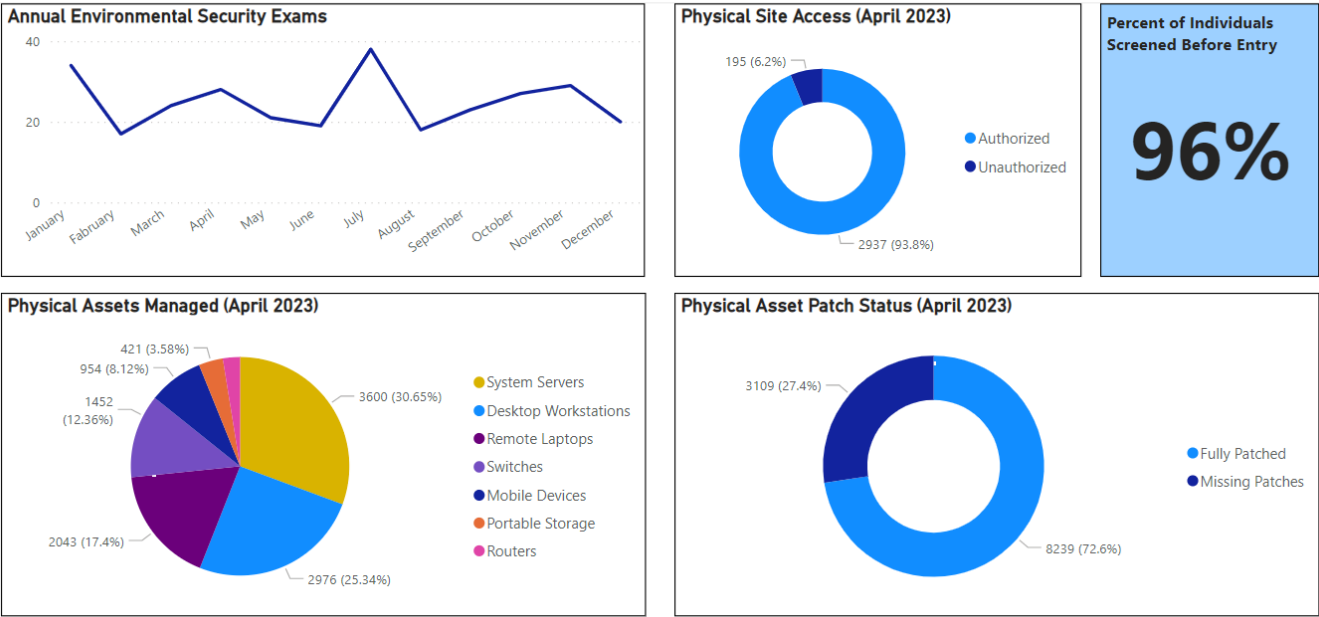 Annual Environmental Security Exams
40
20
0
January
Fabruary
March
April
May
June
July
August
September
October
November
December
Physical Site Access (April 2023)
195 (6.2%)
2937 (93.8%)
Authorized
Unauthorized
Percent of Individuals
Screened Before Entry
96%
Physical Assets Managed (April 2023)
421 (3.58%)
954 (8.12%)
1452
(12.36%)
2043 (17.4%)
2976 (25.34%)
3600 (30.65%)
System Servers
Desktop Workstations
Remote Laptops
Switches
Mobile Devices
Portable Storage
Routers
Physical Asset Patch Status (April 2023)
3109 (27.4%)
8239 (72.6%)
Fully Patched
Missing Patches